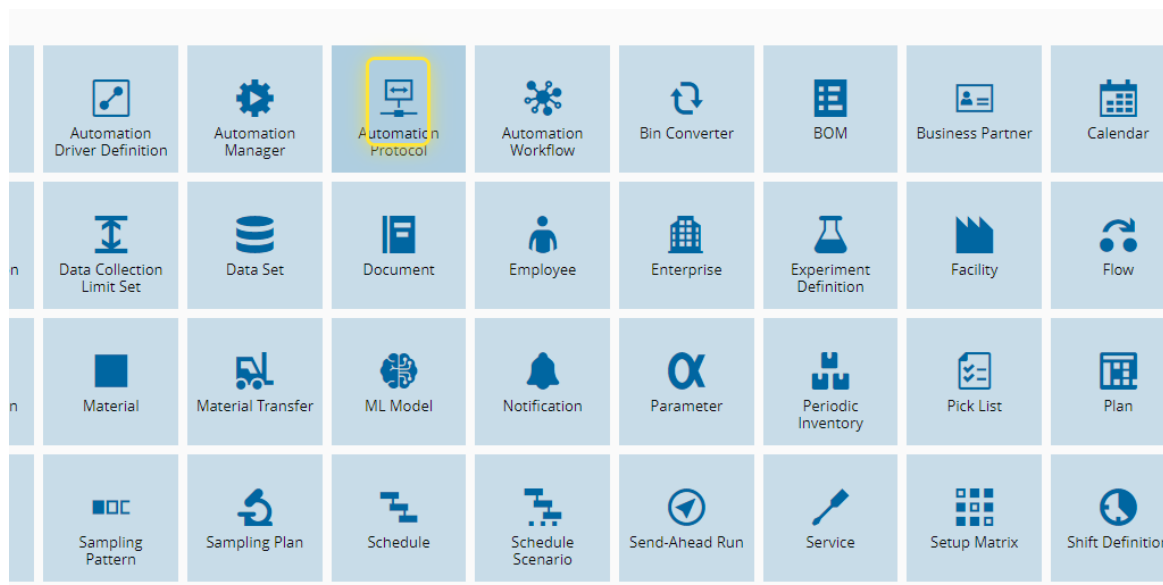 Automation
Driver Definition
Automation
Manager
Automation
Protocol
Automation
Workflow
Bin Converter
BOM
Business Partner
Calendar
n
Data Collection
Limit Set
Data Set
Document
Employee
Enterprise
Experiment
Definition
Facility
Flow
n
Material
Material Transfer
ML Model
Notification
Parameter
Periodic
Inventory
Pick List
Plan
Sampling
Pattern
Sampling Plan
Schedule
Schedule
Scenario
Send-Ahead Run
Service
Setup Matrix
Shift Definition